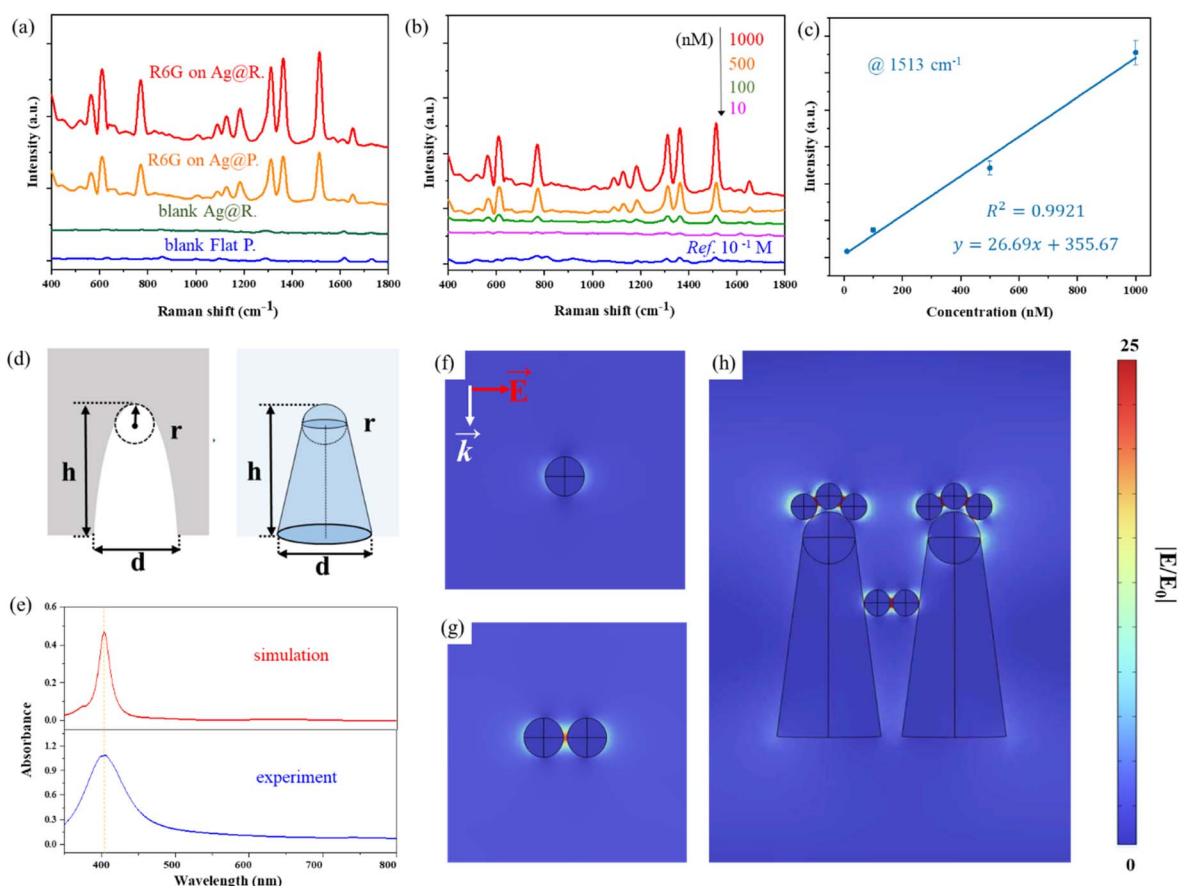 (a)
Intensity (a.u.)
R6G on Ag@R.
R6G on Ag@P.
blank Ag@R.
blank Flat P.
400 600 800 1000 1200 1400 1600 1800
Raman shift (cm⁻¹)
(b)
Intensity (a.u.)
(nM)
1000
500
100
10
Ref. 10⁻¹ M
400 600 800 1000 1200 1400 1600 1800
Raman shift (cm⁻¹)
(c)
Intensity (a.u.)
@ 1513 cm⁻¹
R² = 0.9921
y = 26.69x + 355.67
0 200 400 600 800 1000
Concentration (nM)
(d)
h
r
d
h
r
d
(e)
Absorbance
0.6
0.4
0.2
0.0
simulation
1.2
0.9
0.6
0.3
0.0
experiment
400 500 600 700 800
Wavelength (nm)
(f)
E
k
(g)
(h)
25
|E/E₀|
0